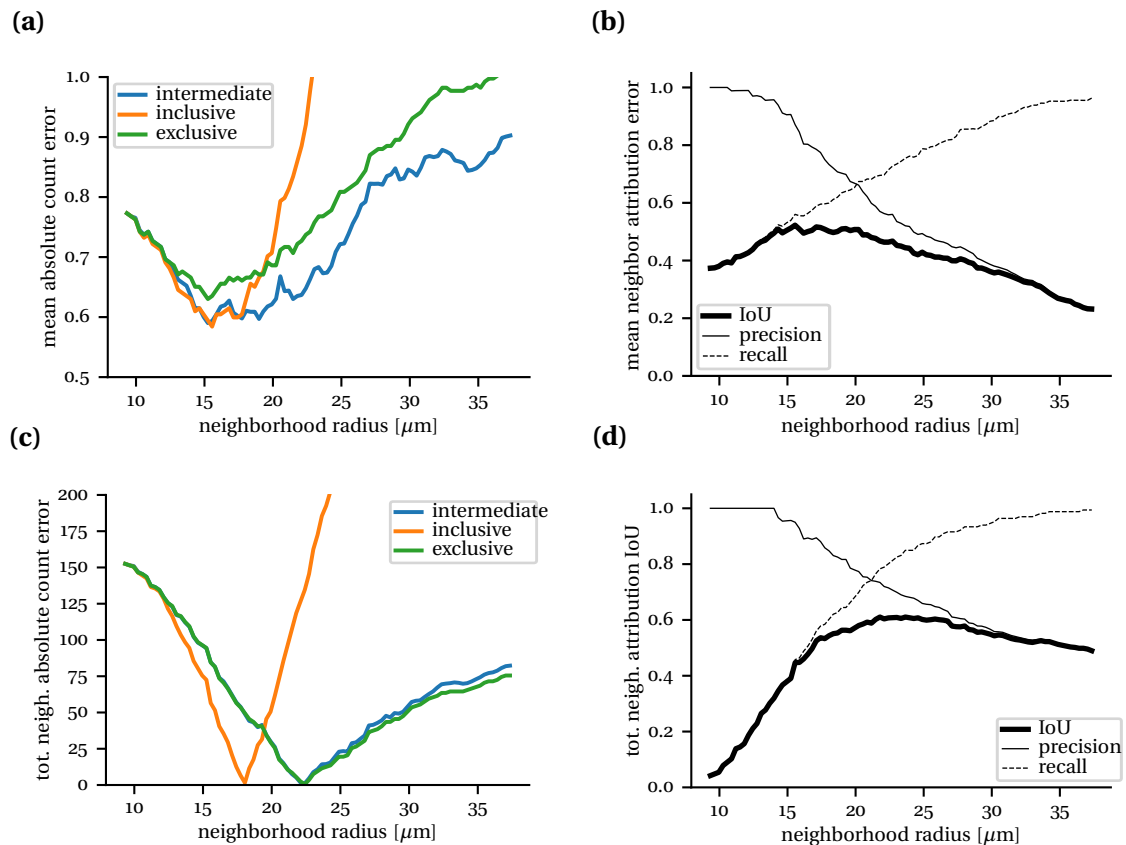 (a)
mean absolute count error
1.0
0.9
0.8
0.7
0.6
0.5
intermediate
inclusive
exclusive
10 15 20 25 30 35
neighborhood radius [μm]
(b)
mean neighbor attribution error
1.0
0.8
0.6
0.4
0.2
0.0
IoU
precision
recall
10 15 20 25 30 35
neighborhood radius [μm]
(c)
tot. neigh. absolute count error
200
175
150
125
100
75
50
25
0
intermediate
inclusive
exclusive
10 15 20 25 30 35
neighborhood radius [μm]
(d)
tot. neigh. attribution IoU
1.0
0.8
0.6
0.4
0.2
0.0
IoU
precision
recall
10 15 20 25 30 35
neighborhood radius [μm]